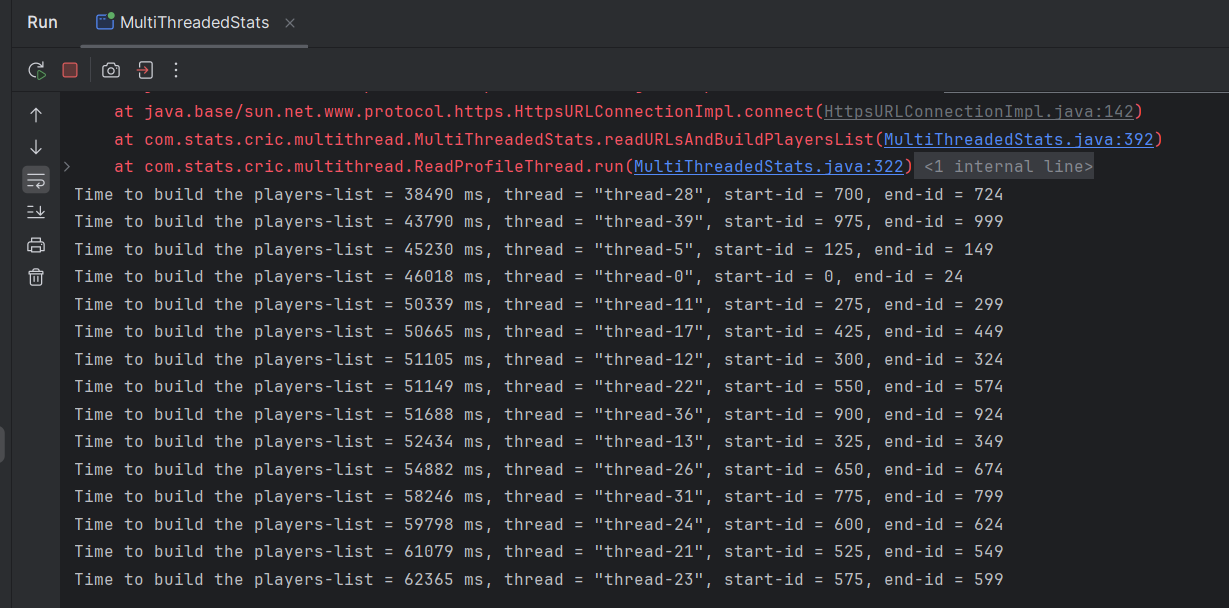 Run MultiThreadedStats
at java.base/sun.net.www.protocol.https.HttpsURLConnectionImpl.connect(HttpsURLConnectionImpl.java:142)
at com.stats.cric.multithread.MultiThreadedStats.readURLsAndBuildPlayersList(MultiThreadedStats.java:392)
at com.stats.cric.multithread.ReadProfileThread.run(MultiThreadedStats.java:322) <1 internal line>
Time to build the players-list = 38490 ms, thread = "thread-28", start-id = 700, end-id = 724
Time to build the players-list = 43790 ms, thread = "thread-39", start-id = 975, end-id = 999
Time to build the players-list = 45230 ms, thread = "thread-5", start-id = 125, end-id = 149
Time to build the players-list = 46018 ms, thread = "thread-0", start-id = 0, end-id = 24
Time to build the players-list = 50339 ms, thread = "thread-11", start-id = 275, end-id = 299
Time to build the players-list = 50665 ms, thread = "thread-17", start-id = 425, end-id = 449
Time to build the players-list = 51105 ms, thread = "thread-12", start-id = 300, end-id = 324
Time to build the players-list = 51149 ms, thread = "thread-22", start-id = 550, end-id = 574
Time to build the players-list = 51688 ms, thread = "thread-36", start-id = 900, end-id = 924
Time to build the players-list = 52434 ms, thread = "thread-13", start-id = 325, end-id = 349
Time to build the players-list = 54882 ms, thread = "thread-26", start-id = 650, end-id = 674
Time to build the players-list = 58246 ms, thread = "thread-31", start-id = 775, end-id = 799
Time to build the players-list = 59798 ms, thread = "thread-24", start-id = 600, end-id = 624
Time to build the players-list = 61079 ms, thread = "thread-21", start-id = 525, end-id = 549
Time to build the players-list = 62365 ms, thread = "thread-23", start-id = 575, end-id = 599